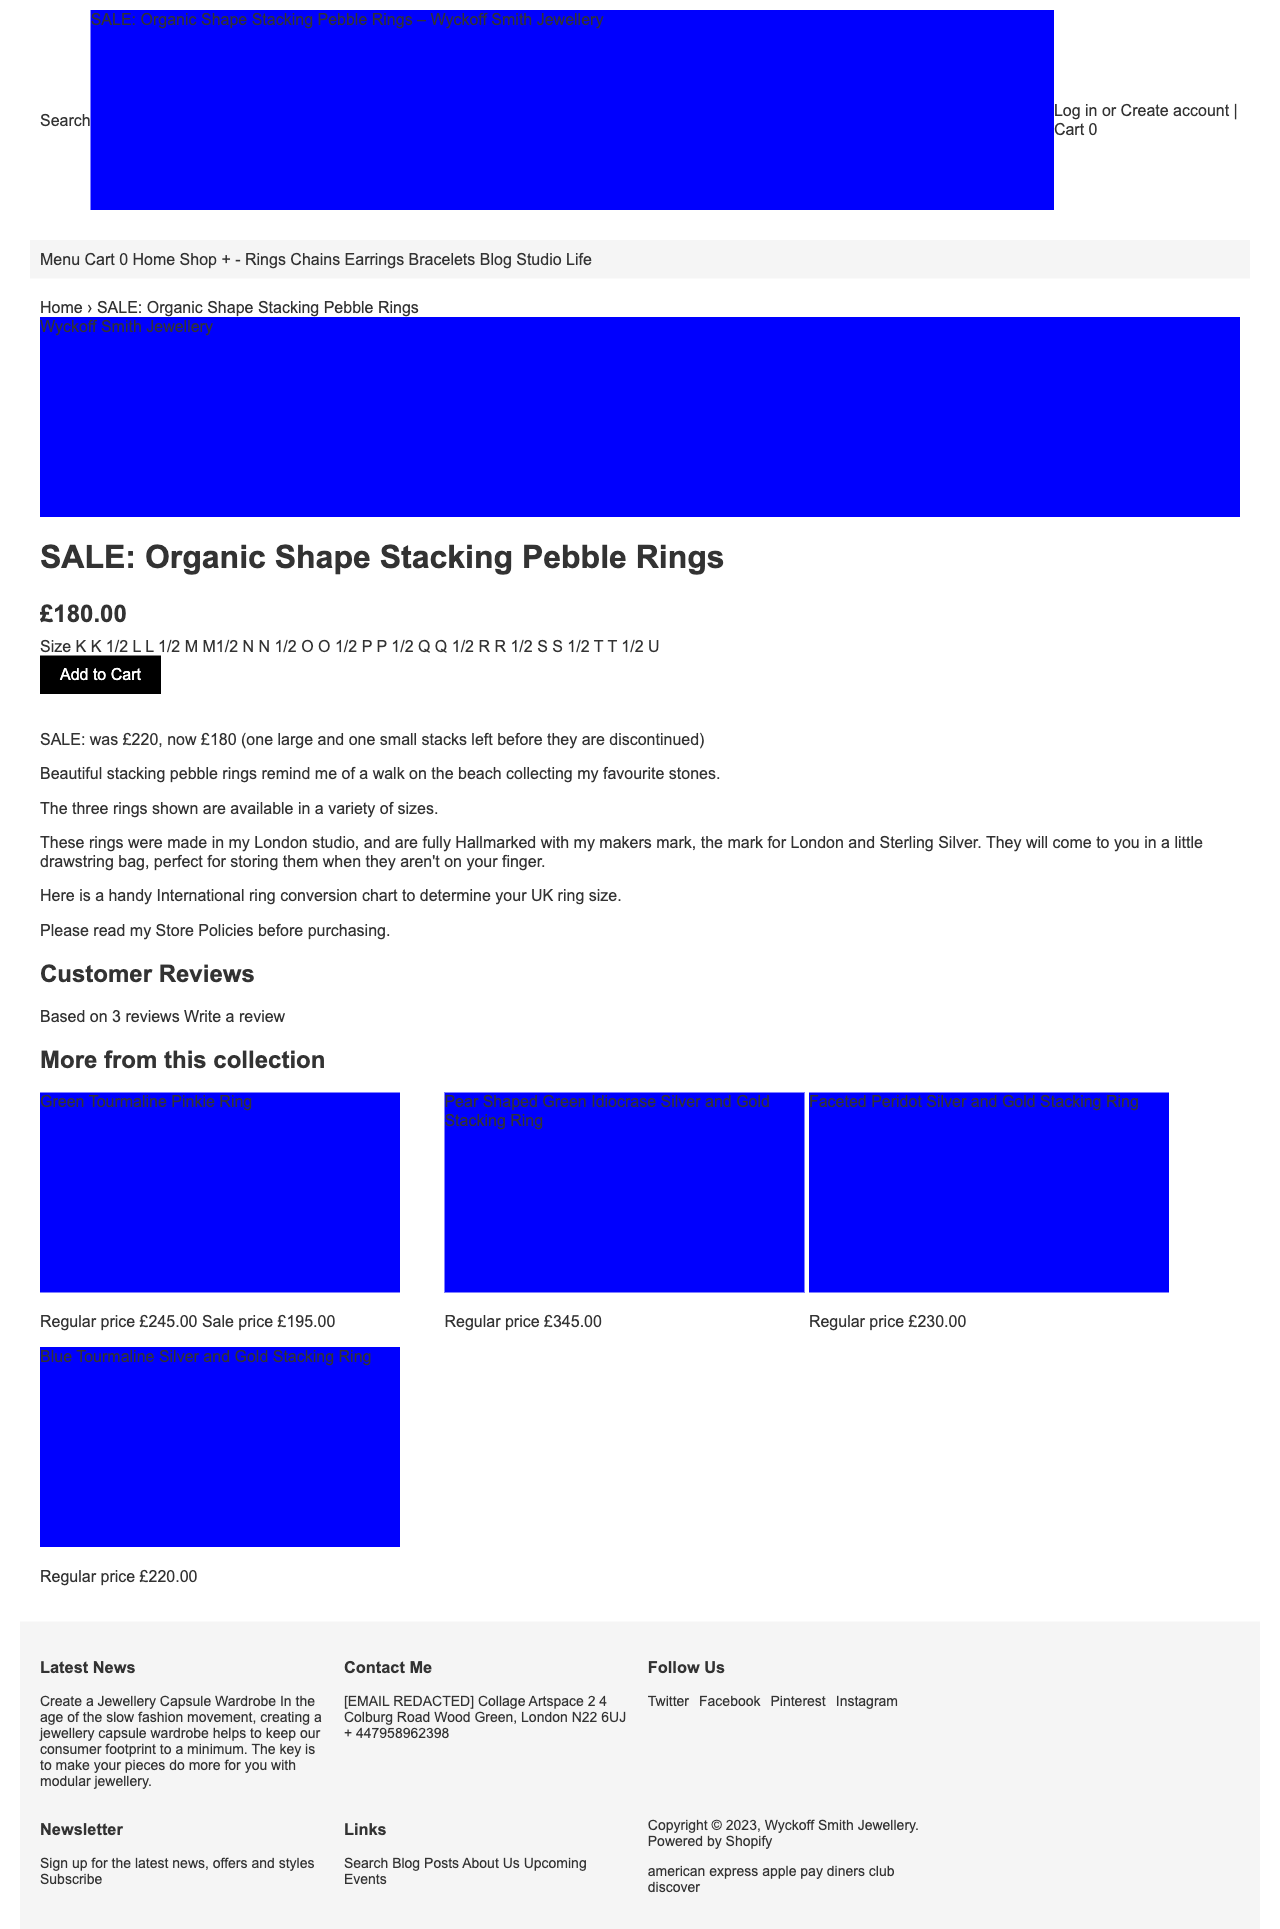 SALE: Organic Shape Stacking Pebble Rings – Wyckoff Smith Jewellery
Search
Log in or Create account |
Cart 0
Menu Cart 0 Home Shop + - Rings Chains Earrings Bracelets Blog Studio Life
Home › SALE: Organic Shape Stacking Pebble Rings
Wyckoff Smith Jewellery
SALE: Organic Shape Stacking Pebble Rings
£180.00
Size K K 1/2 L L 1/2 M M1/2 N N 1/2 O O 1/2 P P 1/2 Q Q 1/2 R R 1/2 S S 1/2 T T 1/2 U
Add to Cart
SALE: was £220, now £180 (one large and one small stacks left before they are discontinued)
Beautiful stacking pebble rings remind me of a walk on the beach collecting my favourite stones.
The three rings shown are available in a variety of sizes.
These rings were made in my London studio, and are fully Hallmarked with my makers mark, the mark for London and Sterling Silver. They will come to you in a little
drawstring bag, perfect for storing them when they aren't on your finger.
Here is a handy International ring conversion chart to determine your UK ring size.
Please read my Store Policies before purchasing.
Customer Reviews
Based on 3 reviews Write a review
More from this collection
Green Tourmaline Pinkie Ring
Regular price £245.00 Sale price £195.00
Pear Shaped Green Idiocrase Silver and Gold
Stacking Ring
Regular price £345.00
Faceted Peridot Silver and Gold Stacking Ring
Regular price £230.00
Blue Tourmaline Silver and Gold Stacking Ring
Regular price £220.00
Latest News
Create a Jewellery Capsule Wardrobe In the
age of the slow fashion movement, creating a
jewellery capsule wardrobe helps to keep our
consumer footprint to a minimum. The key is
to make your pieces do more for you with
modular jewellery.
Contact Me
[EMAIL REDACTED] Collage Artspace 2 4
Colburg Road Wood Green, London N22 6UJ
+ 447958962398
Follow Us
Twitter Facebook Pinterest Instagram
Newsletter
Sign up for the latest news, offers and styles
Subscribe
Links
Search Blog Posts About Us Upcoming
Events
Copyright © 2023, Wyckoff Smith Jewellery.
Powered by Shopify
american express apple pay diners club
discover